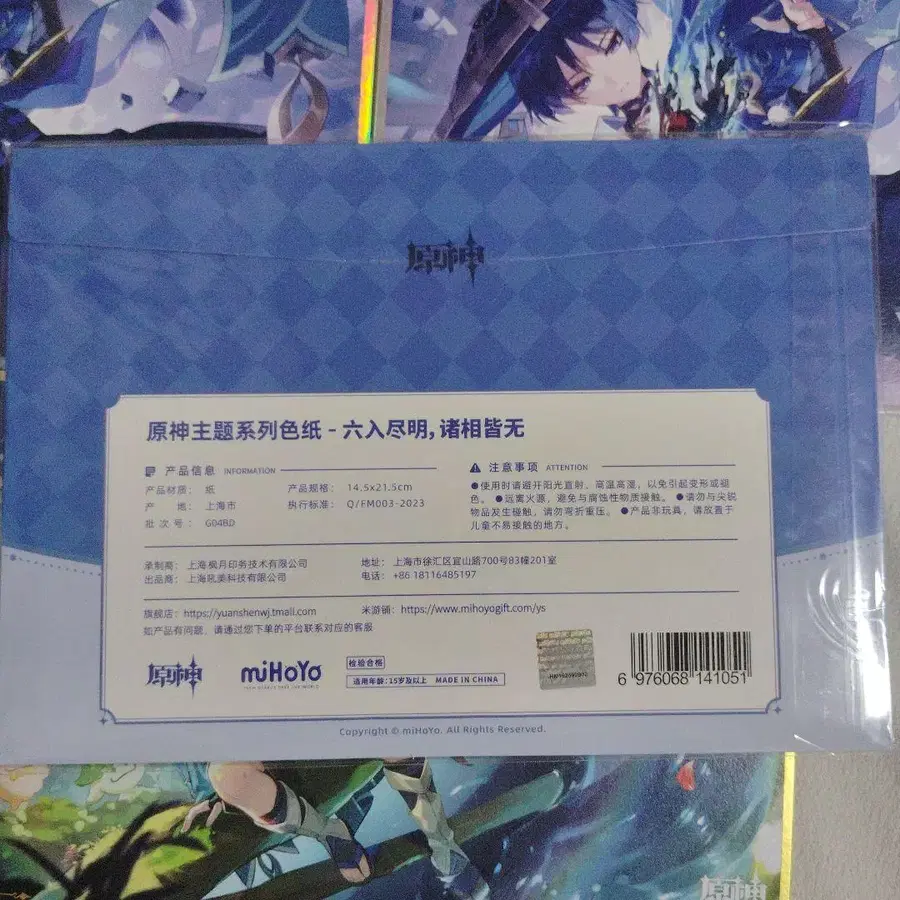 原神
原神主题系列色纸 - 六入尽明, 诸相皆无
产品信息 INFORMATION
产品材质: 纸 产品规格: 14.5x21.5cm
产 地: 上海市 执行标准: Q/FM003-2023
批 次 号: G04BD
注意事项 ATTENTION
●使用时请避开阳光直射、高温高湿, 以免引起变形或褪
色。 ●远离火源, 避免与腐蚀性物质接触。 ●请勿与尖锐
物品发生碰触, 请勿弯折重压。 ●产品非玩具, 请放置于
儿童不易接触的地方。
承制商: 上海枫月印务技术有限公司
出品商: 上海吼美科技有限公司
地址: 上海市徐汇区宜山路700号83幢201室
电话: +86 18116485197
旗舰店: https://yuanshenwj.tmall.com 米游铺: https://www.mihoyogift.com/ys
如产品有问题, 请通过您下单的平台联系对应的客服
原神
miHoYo
TECH OTAKUS SAVE THE WORLD
检验合格
适用年龄:15岁及以上 MADE IN CHINA
6 976068 141051
Copyright © miHoYo. All Rights Reserved.
原神